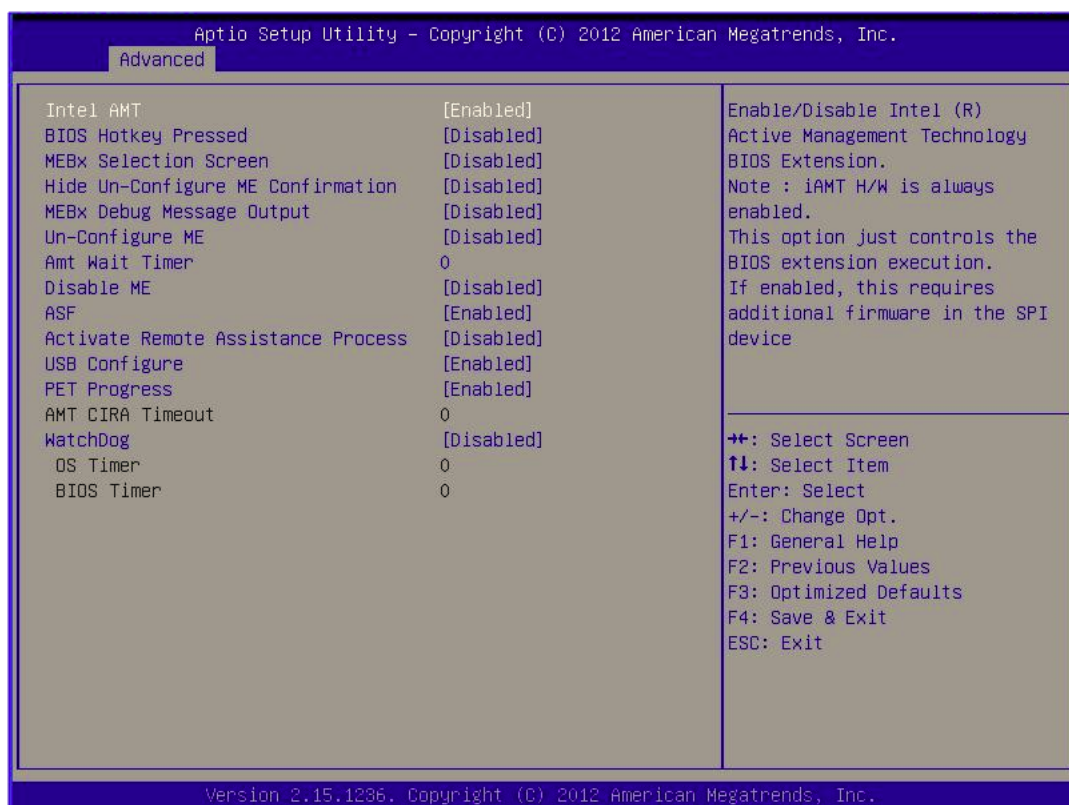 Aptio Setup Utility – Copyright (C) 2012 American Megatrends, Inc.
Advanced
Intel AMT [Enabled]
BIOS Hotkey Pressed [Disabled]
MEBx Selection Screen [Disabled]
Hide Un-Configure ME Confirmation [Disabled]
MEBx Debug Message Output [Disabled]
Un-Configure ME [Disabled]
Amt Wait Timer 0
Disable ME [Disabled]
ASF [Enabled]
Activate Remote Assistance Process [Disabled]
USB Configure [Enabled]
PET Progress [Enabled]
AMT CIRA Timeout 0
WatchDog [Disabled]
OS Timer 0
BIOS Timer 0
Enable/Disable Intel (R)
Active Management Technology
BIOS Extension.
Note : iAMT H/W is always
enabled.
This option just controls the
BIOS extension execution.
If enabled, this requires
additional firmware in the SPI
device
→←: Select Screen
↑↓: Select Item
Enter: Select
+/-: Change Opt.
F1: General Help
F2: Previous Values
F3: Optimized Defaults
F4: Save & Exit
ESC: Exit
Version 2.15.1236. Copyright (C) 2012 American Megatrends, Inc.